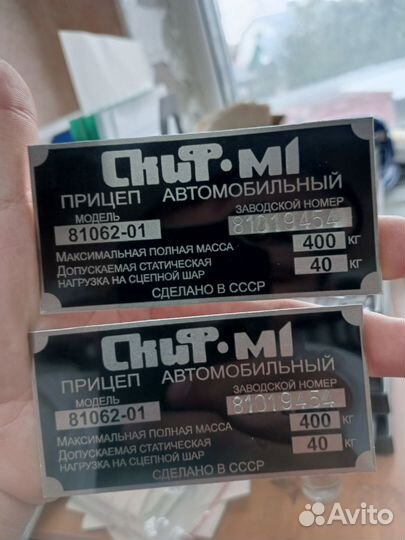 Скиф·М1
ПРИЦЕП АВТОМОБИЛЬНЫЙ
МОДЕЛЬ ЗАВОДСКОЙ НОМЕР
81062-01 81019454
МАКСИМАЛЬНАЯ ПОЛНАЯ МАССА 400 КГ
ДОПУСКАЕМАЯ СТАТИЧЕСКАЯ
НАГРУЗКА НА СЦЕПНОЙ ШАР 40 КГ
СДЕЛАНО В СССР
Скиф·М1
ПРИЦЕП АВТОМОБИЛЬНЫЙ
МОДЕЛЬ ЗАВОДСКОЙ НОМЕР
81062-01 81019454
МАКСИМАЛЬНАЯ ПОЛНАЯ МАССА 400 КГ
ДОПУСКАЕМАЯ СТАТИЧЕСКАЯ
НАГРУЗКА НА СЦЕПНОЙ ШАР 40 КГ
СДЕЛАНО В СССР
Avito